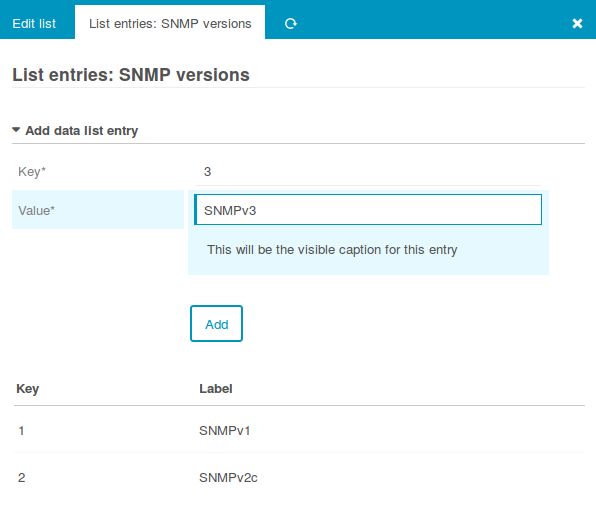 Edit list
List entries: SNMP versions
List entries: SNMP versions
Add data list entry
Key* 3
Value* SNMPv3
This will be the visible caption for this entry
Add
Key Label
1 SNMPv1
2 SNMPv2c